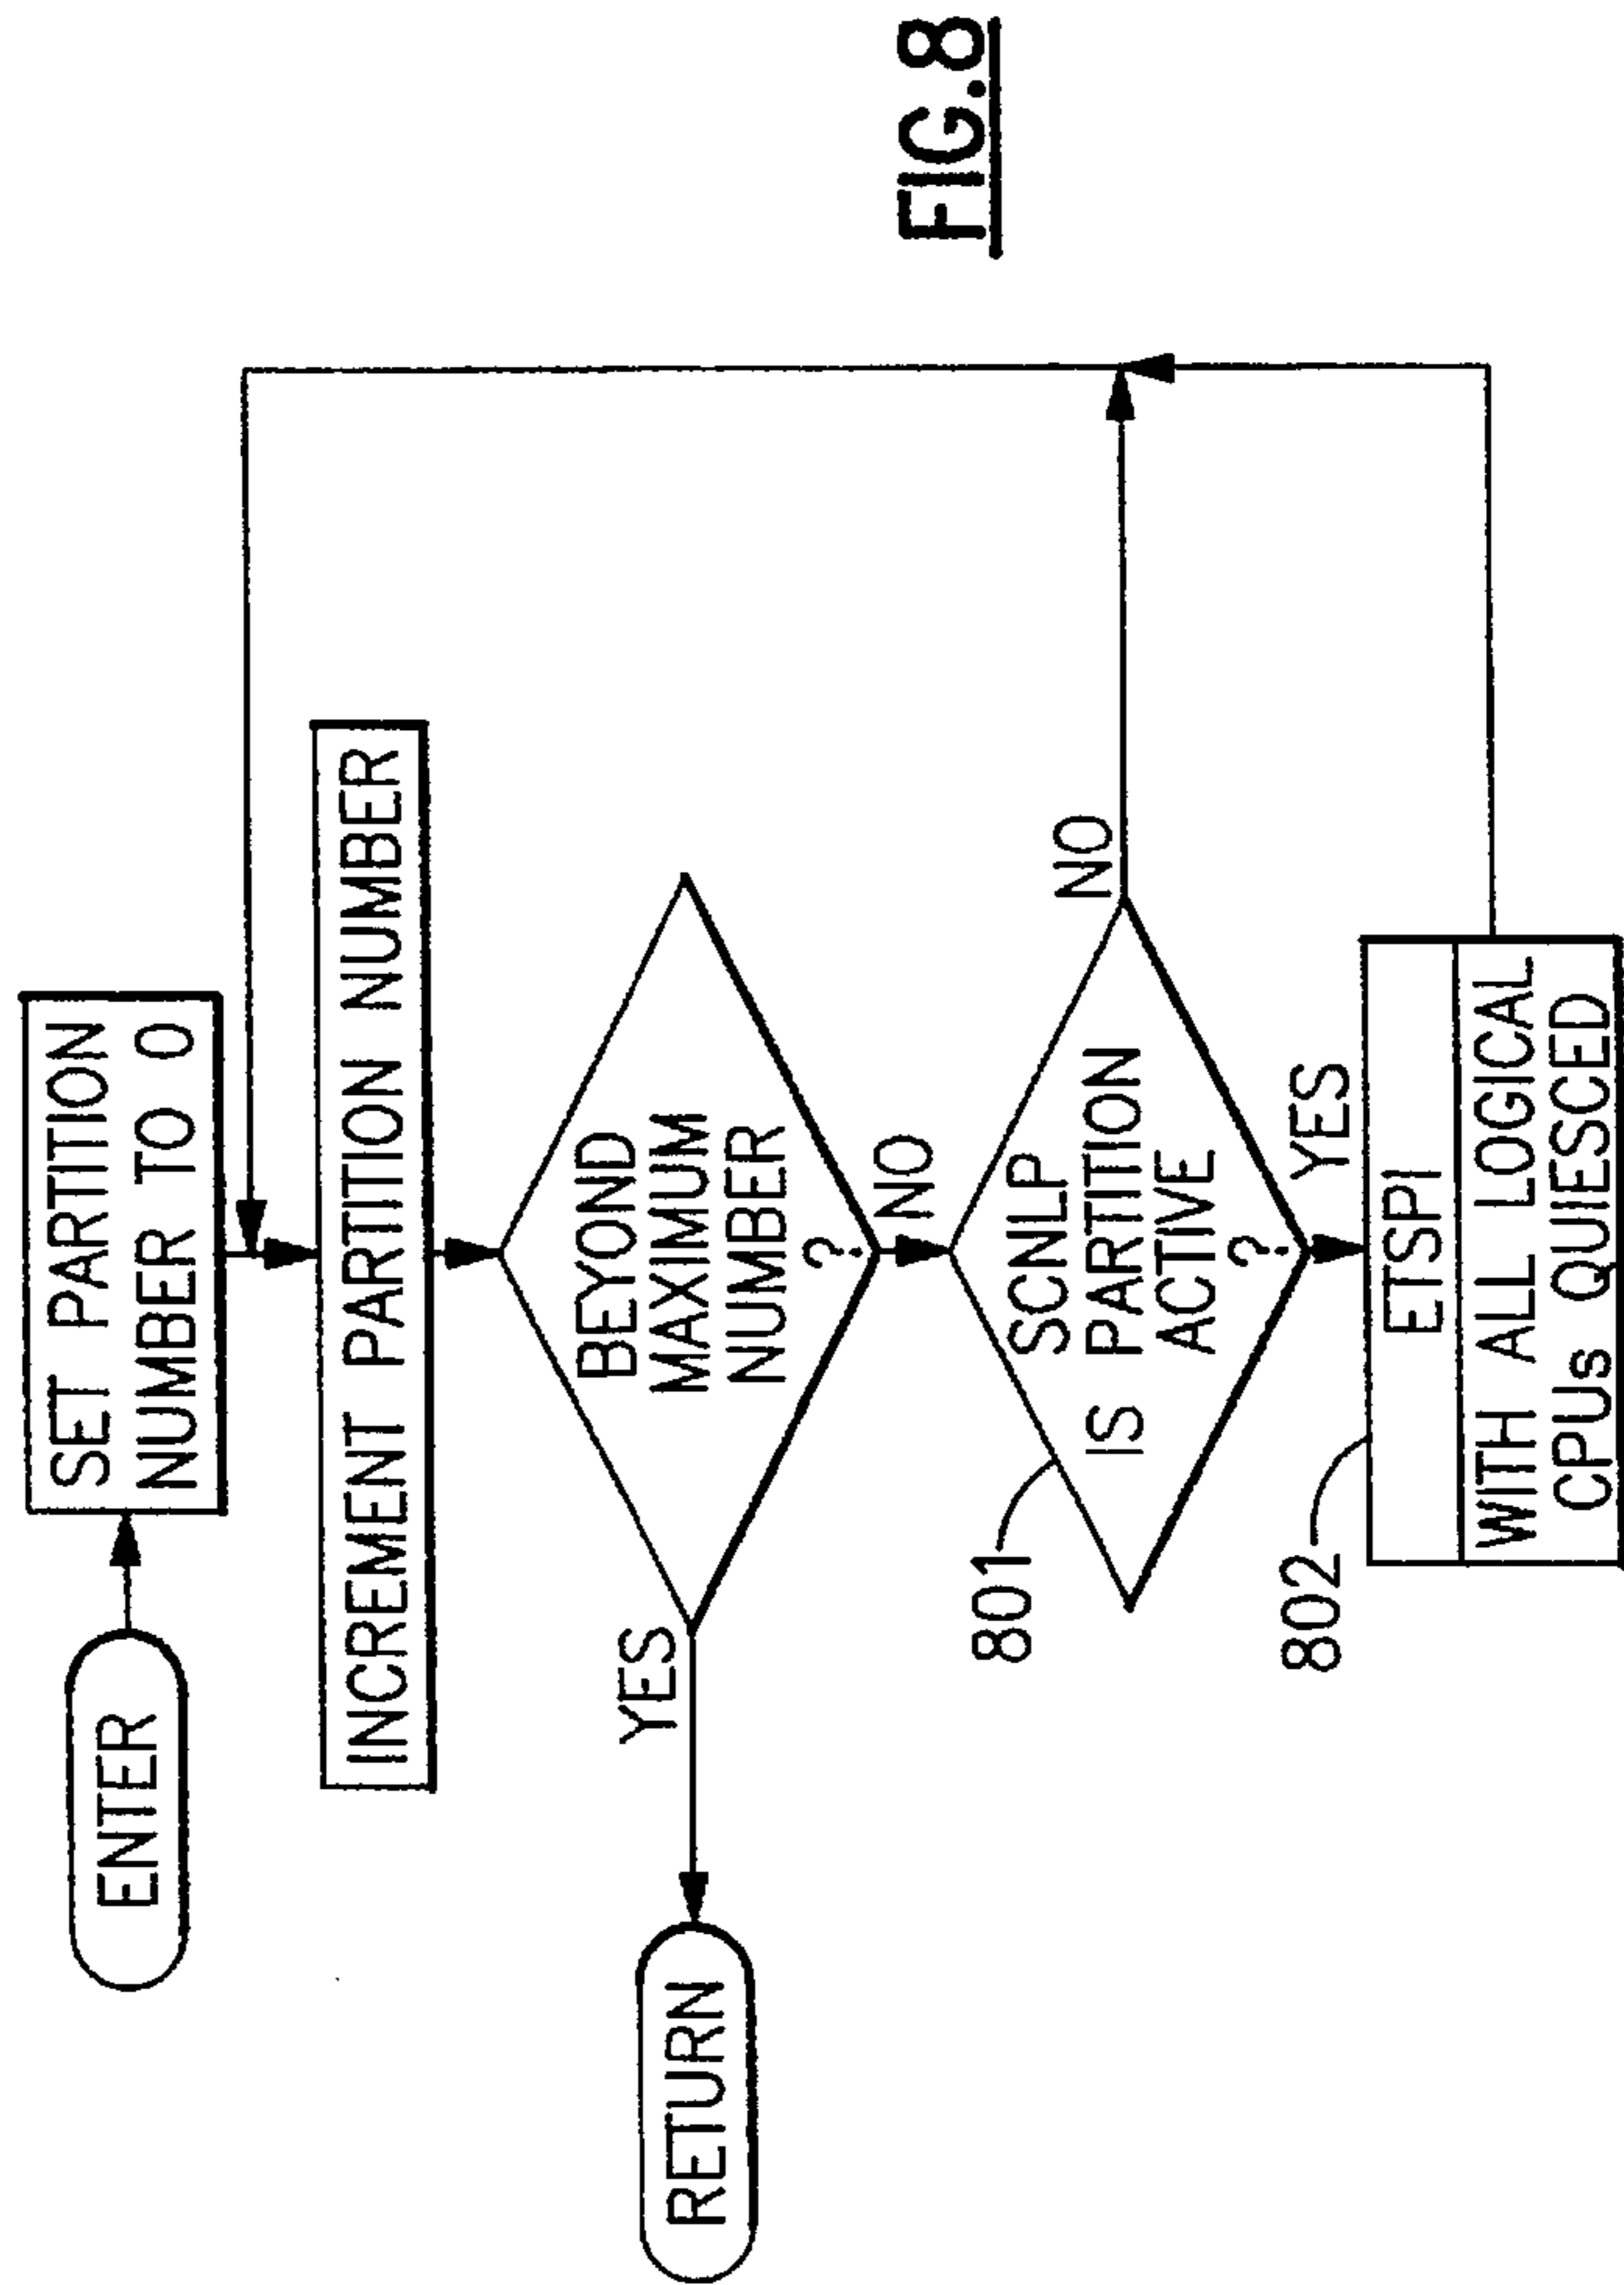 ENTER
SET PARTITION
NUMBER TO 0
INCREMENT PARTITION NUMBER
BEYOND
MAXIMUM
NUMBER
?
YES
RETURN
NO
801
SCNLP
IS PARTITION
ACTIVE
?
NO
YES
802
ETSPI
WITH ALL LOGICAL
CPUs QUIESCED
FIG.8